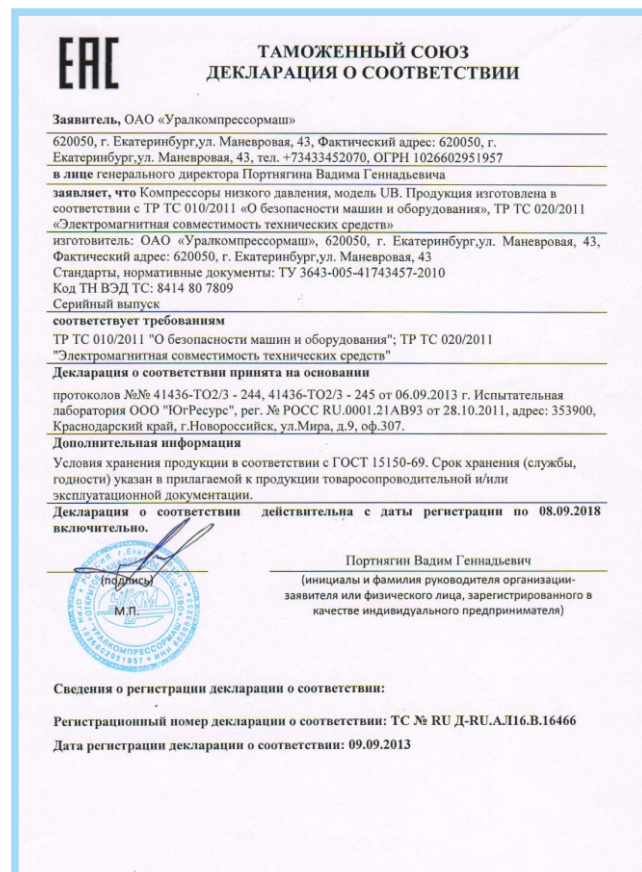 ЕАС
ТАМОЖЕННЫЙ СОЮЗ
ДЕКЛАРАЦИЯ О СООТВЕТСТВИИ
Заявитель, ОАО «Уралкомпрессормаш»
620050, г. Екатеринбург,ул. Маневровая, 43, Фактический адрес: 620050, г.
Екатеринбург,ул. Маневровая, 43, тел. +73433452070, ОГРН 1026602951957
в лице генерального директора Портнягина Вадима Геннадьевича
заявляет, что Компрессоры низкого давления, модель UB. Продукция изготовлена в
соответствии с ТР ТС 010/2011 «О безопасности машин и оборудования», ТР ТС 020/2011
«Электромагнитная совместимость технических средств»
изготовитель: ОАО «Уралкомпрессормаш», 620050, г. Екатеринбург,ул. Маневровая, 43,
Фактический адрес: 620050, г. Екатеринбург,ул. Маневровая, 43
Стандарты, нормативные документы: ТУ 3643-005-41743457-2010
Код ТН ВЭД ТС: 8414 80 7809
Серийный выпуск
соответствует требованиям
ТР ТС 010/2011 "О безопасности машин и оборудования"; ТР ТС 020/2011
"Электромагнитная совместимость технических средств"
Декларация о соответствии принята на основании
протоколов №№ 41436-ТО2/3 - 244, 41436-ТО2/3 - 245 от 06.09.2013 г. Испытательная
лаборатория ООО "ЮгРесурс", рег. № РОСС RU.0001.21АВ93 от 28.10.2011, адрес: 353900,
Краснодарский край, г.Новороссийск, ул.Мира, д.9, оф.307.
Дополнительная информация
Условия хранения продукции в соответствии с ГОСТ 15150-69. Срок хранения (службы,
годности) указан в прилагаемой к продукции товаросопроводительной и/или
эксплуатационной документации.
Декларация о соответствии действительна с даты регистрации по 08.09.2018
включительно.
Портнягин Вадим Геннадьевич
(подпись)
М.П.
(инициалы и фамилия руководителя организации-
заявителя или физического лица, зарегистрированного в
качестве индивидуального предпринимателя)
УКМ
"УРАЛКОМПРЕССОРМАШ"
Сведения о регистрации декларации о соответствии:
Регистрационный номер декларации о соответствии: ТС № RU Д-RU.АЛ16.В.16466
Дата регистрации декларации о соответствии: 09.09.2013